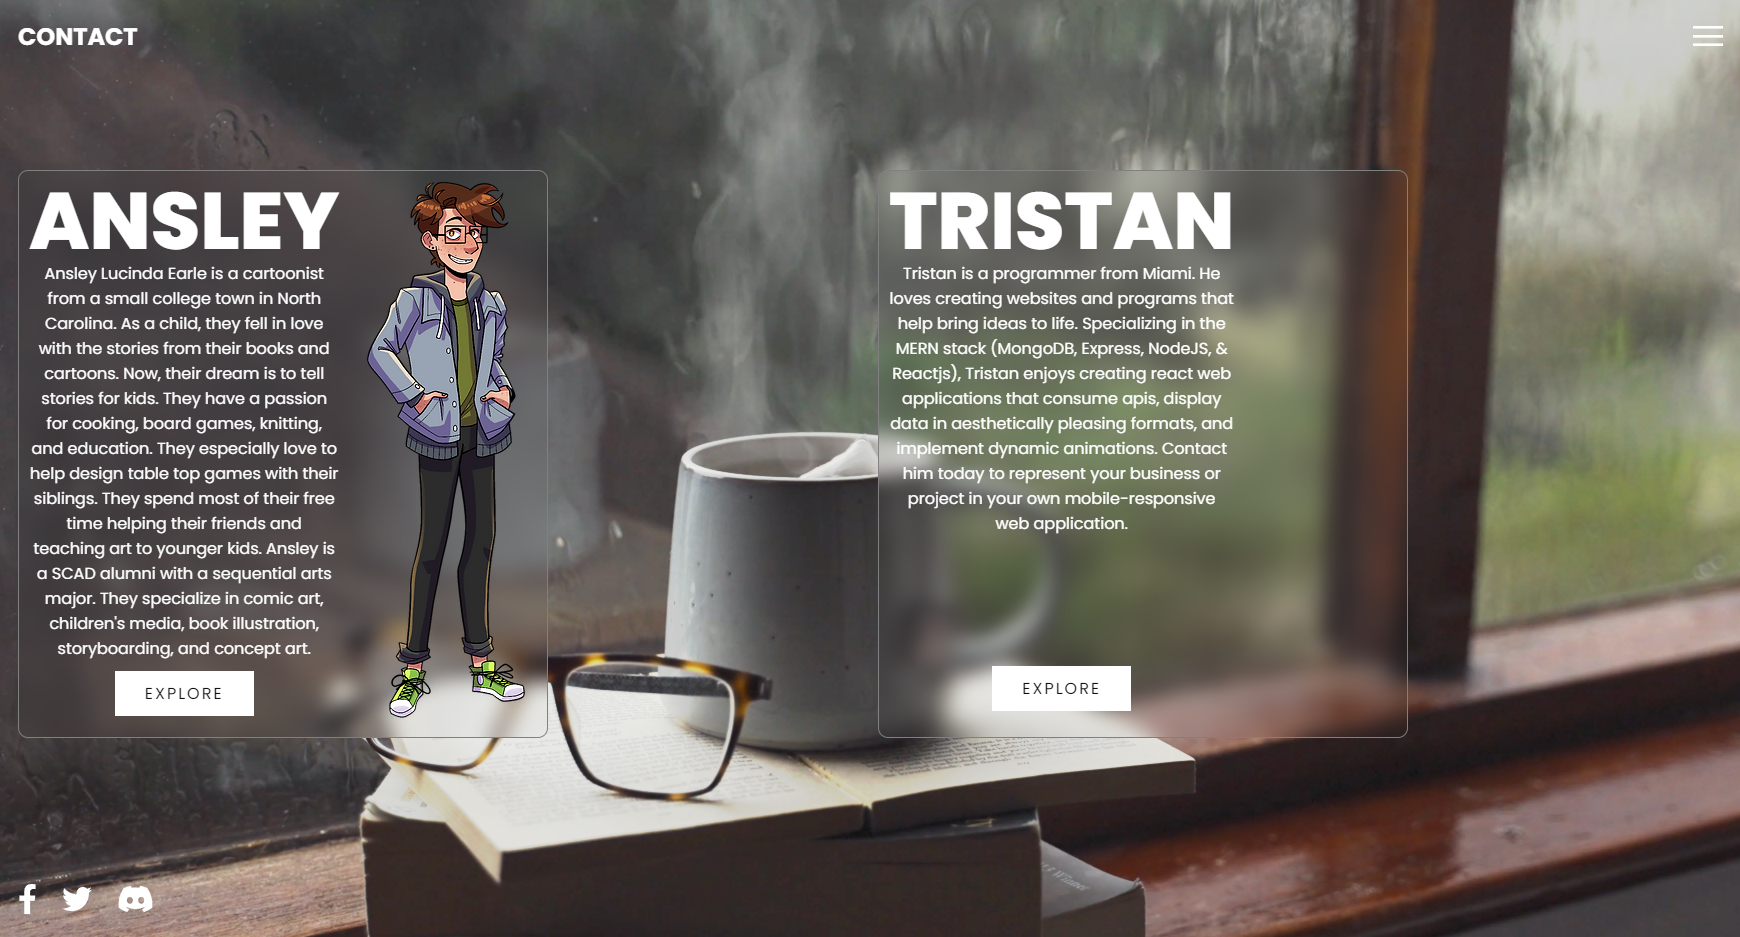 CONTACT
ANSLEY
Ansley Lucinda Earle is a cartoonist
from a small college town in North
Carolina. As a child, they fell in love
with the stories from their books and
cartoons. Now, their dream is to tell
stories for kids. They have a passion
for cooking, board games, knitting,
and education. They especially love to
help design table top games with their
siblings. They spend most of their free
time helping their friends and
teaching art to younger kids. Ansley is
a SCAD alumni with a sequential arts
major. They specialize in comic art,
children's media, book illustration,
storyboarding, and concept art.
EXPLORE
TRISTAN
Tristan is a programmer from Miami. He
loves creating websites and programs that
help bring ideas to life. Specializing in the
MERN stack (MongoDB, Express, NodeJS, &
Reactjs), Tristan enjoys creating react web
applications that consume apis, display
data in aesthetically pleasing formats, and
implement dynamic animations. Contact
him today to represent your business or
project in your own mobile-responsive
web application.
EXPLORE